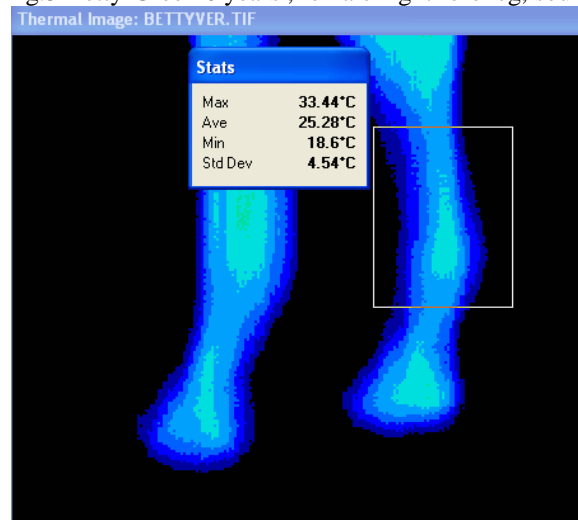 Thermal Image: BETTYVER.TIF
Stats
Max 33.44°C
Ave 25.28°C
Min 18.6°C
Std Dev 4.54°C